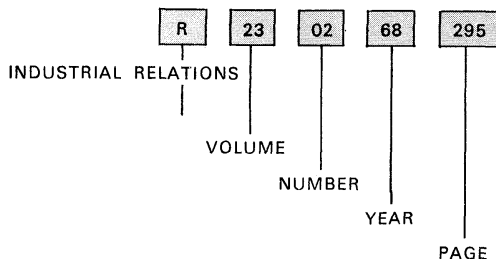 R 23 02 68 295
INDUSTRIAL RELATIONS
VOLUME
NUMBER
YEAR
PAGE